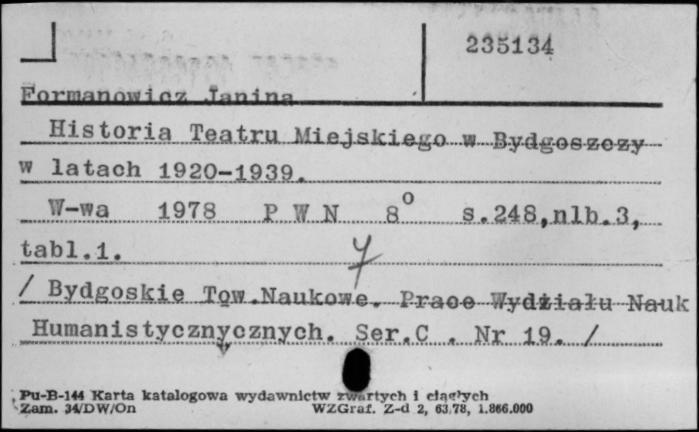 235134
Formanowicz Janina
Historia Teatru Miejskiego w Bydgoszczy
w latach 1920-1939.
W-wa 1978 P W N 8° s.248,nlb.3,
tabl.1.
/ Bydgoskie Tow.Naukowe. Prace Wydziału Nauk
Humanistycznycznych. Ser.C . Nr 19. /
Pu-B-144 Karta katalogowa wydawnictw zwartych i ciągłych
Zam. 34/DW/On WZGraf. Z-d 2, 63,78, 1.866.000